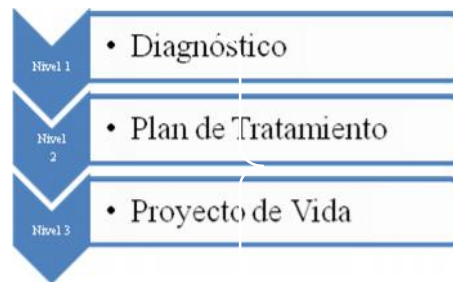 Nivel 1
• Diagnóstico
Nivel
2
• Plan de Tratamiento
Nivel 3
• Proyecto de Vida